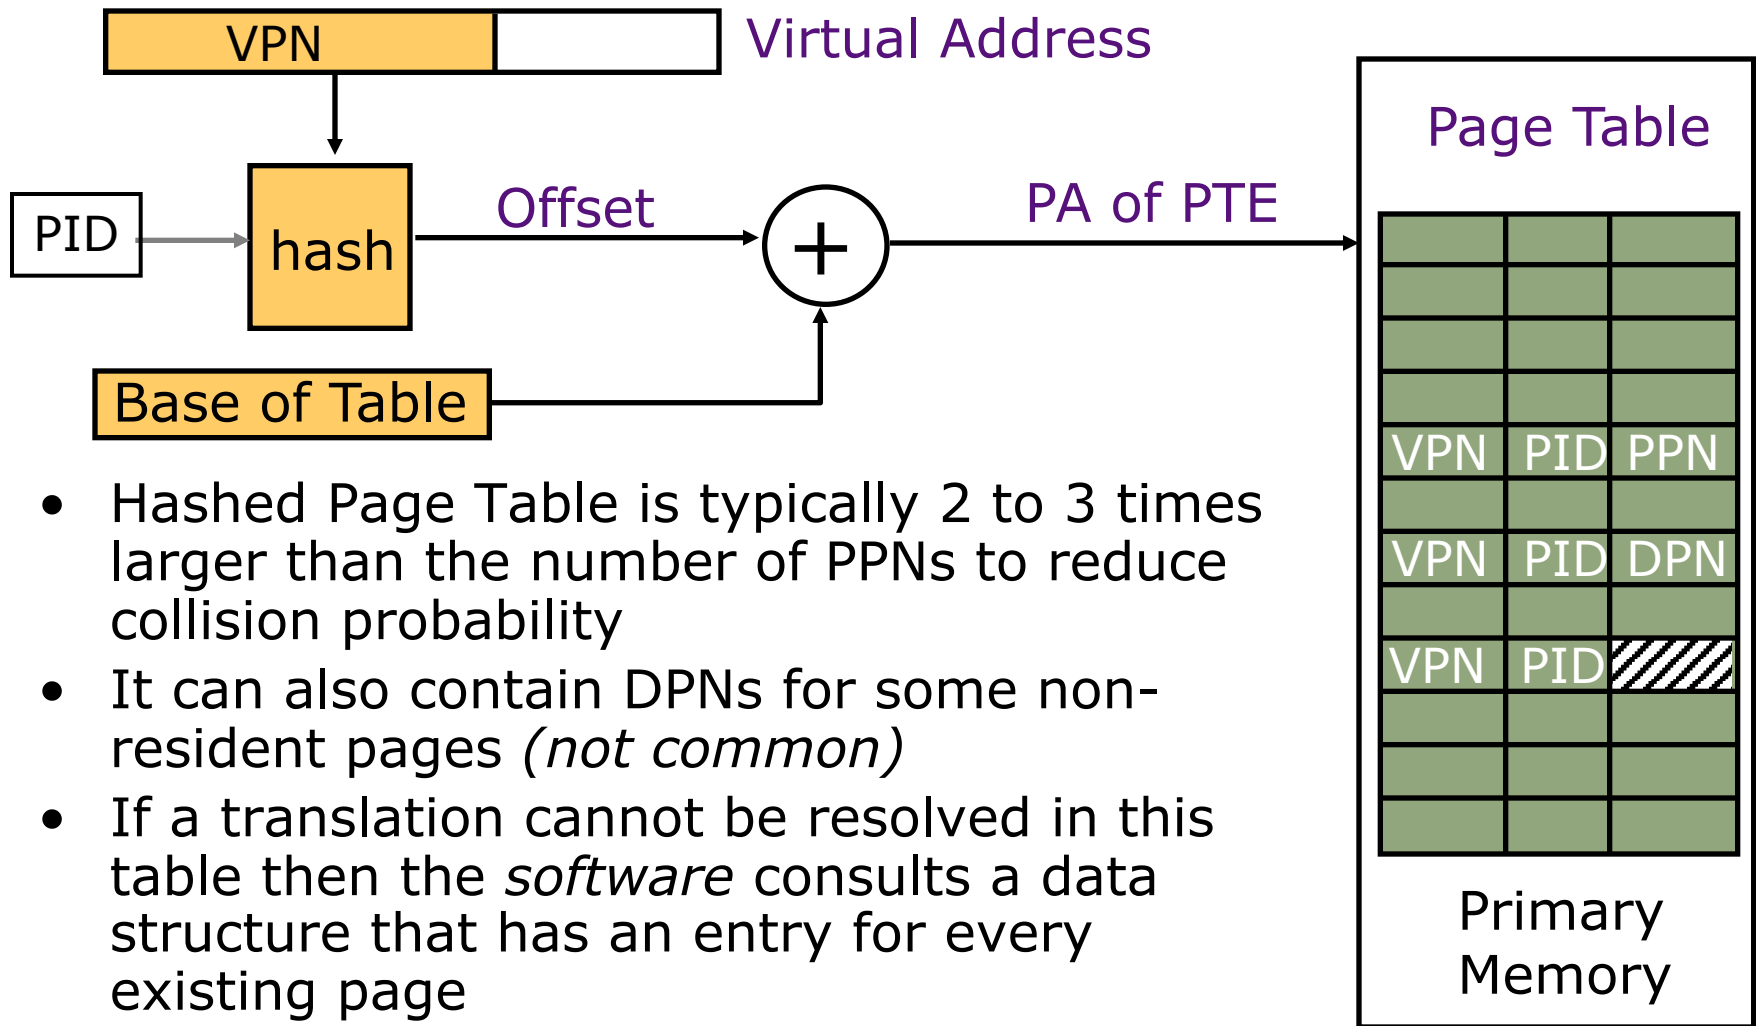 VPN
Virtual Address
PID
hash
Offset
+
PA of PTE
Base of Table
• Hashed Page Table is typically 2 to 3 times
larger than the number of PPNs to reduce
collision probability
• It can also contain DPNs for some non-
resident pages (not common)
• If a translation cannot be resolved in this
table then the software consults a data
structure that has an entry for every
existing page
Page Table
VPN PID PPN
VPN PID DPN
VPN PID
Primary
Memory